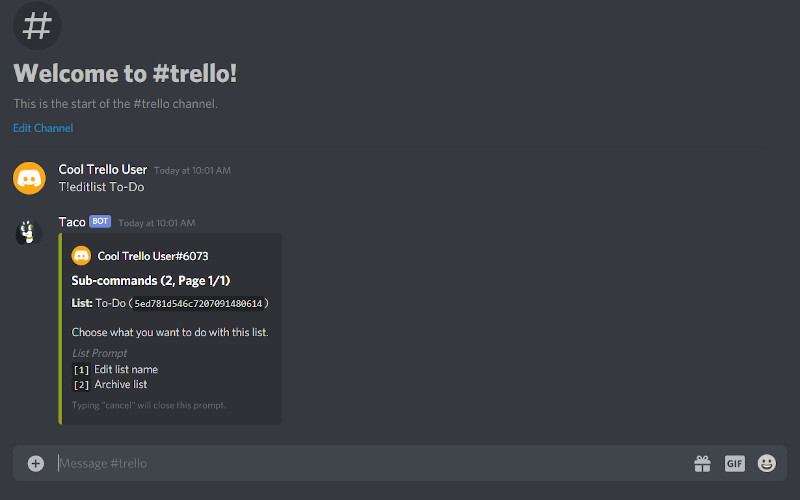 #
Welcome to #trello!
This is the start of the #trello channel.
Edit Channel
Cool Trello User Today at 10:01 AM
T!editlist To-Do
Taco BOT Today at 10:01 AM
Cool Trello User#6073
Sub-commands (2, Page 1/1)
List: To-Do (5ed781d546c7207091480614)
Choose what you want to do with this list.
List Prompt
[1] Edit list name
[2] Archive list
Typing "cancel" will close this prompt.
Message #trello GIF